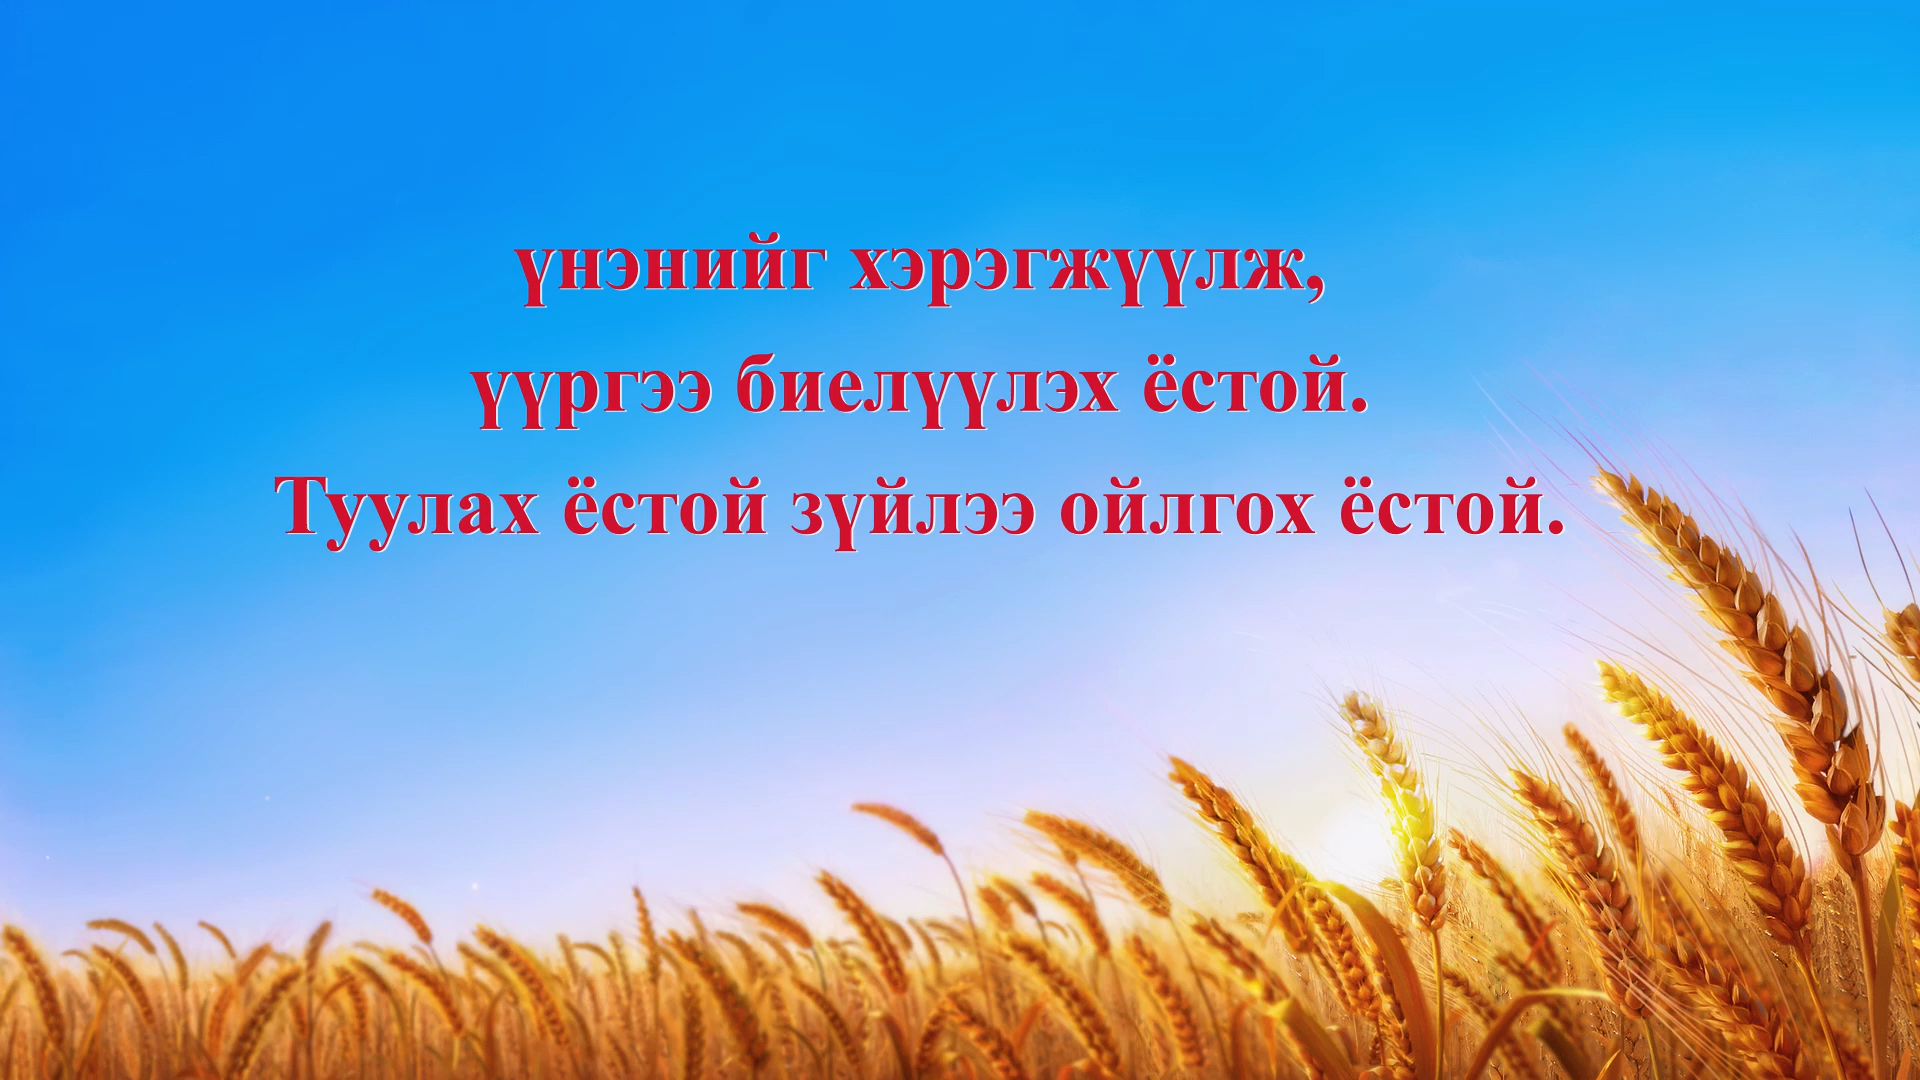 үнэнийг хэрэгжүүлж,
үүргээ биелүүлэх ёстой.
Туулах ёстой зүйлээ ойлгох ёстой.